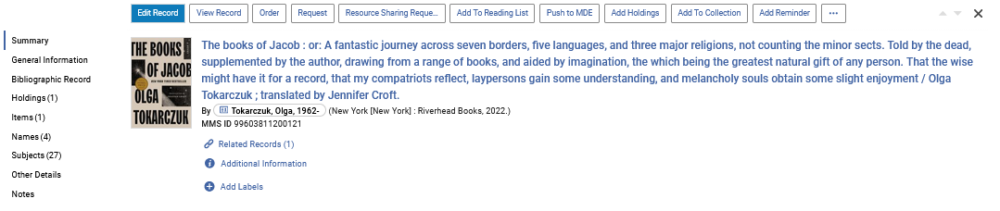 Edit Record View Record Order Request Resource Sharing Reque... Add To Reading List Push to MDE Add Holdings Add To Collection Add Reminder ...
Summary
General Information
Bibliographic Record
Holdings (1)
Items (1)
Names (4)
Subjects (27)
Other Details
Notes
THE BOOKS
OF JACOB
OLGA
TOKARCZUK
The books of Jacob : or: A fantastic journey across seven borders, five languages, and three major religions, not counting the minor sects. Told by the dead,
supplemented by the author, drawing from a range of books, and aided by imagination, the which being the greatest natural gift of any person. That the wise
might have it for a record, that my compatriots reflect, laypersons gain some understanding, and melancholy souls obtain some slight enjoyment / Olga
Tokarczuk ; translated by Jennifer Croft.
By Tokarczuk, Olga, 1962- (New York [New York] : Riverhead Books, 2022.)
MMS ID 99603811200121
Related Records (1)
Additional Information
Add Labels